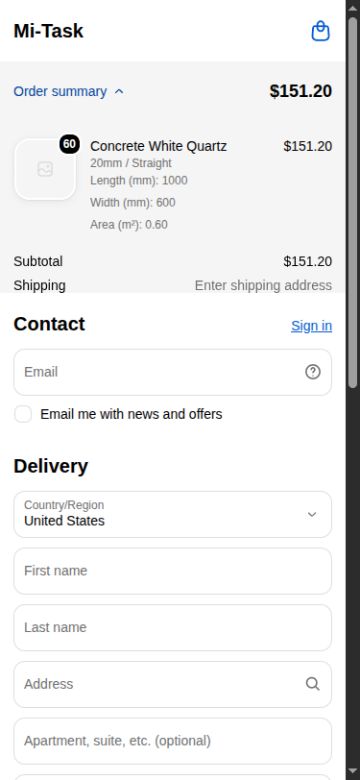 Mi-Task
Order summary
$151.20
60
Concrete White Quartz
$151.20
20mm / Straight
Length (mm): 1000
Width (mm): 600
Area (m²): 0.60
Subtotal
$151.20
Shipping
Enter shipping address
Contact
Sign in
Email
Email me with news and offers
Delivery
Country/Region
United States
First name
Last name
Address
Apartment, suite, etc. (optional)